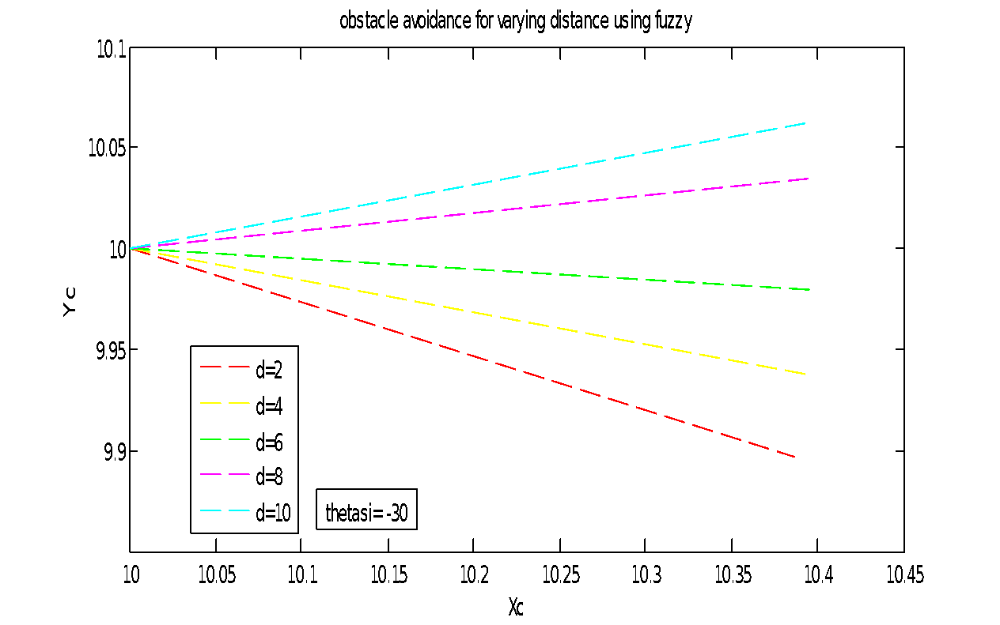 obstacle avoidance for varying distance using fuzzy
10.1
10.05
10
9.95
9.9
Yc
d=2
d=4
d=6
d=8
d=10
thetasi= -30
10 10.05 10.1 10.15 10.2 10.25 10.3 10.35 10.4 10.45
Xc